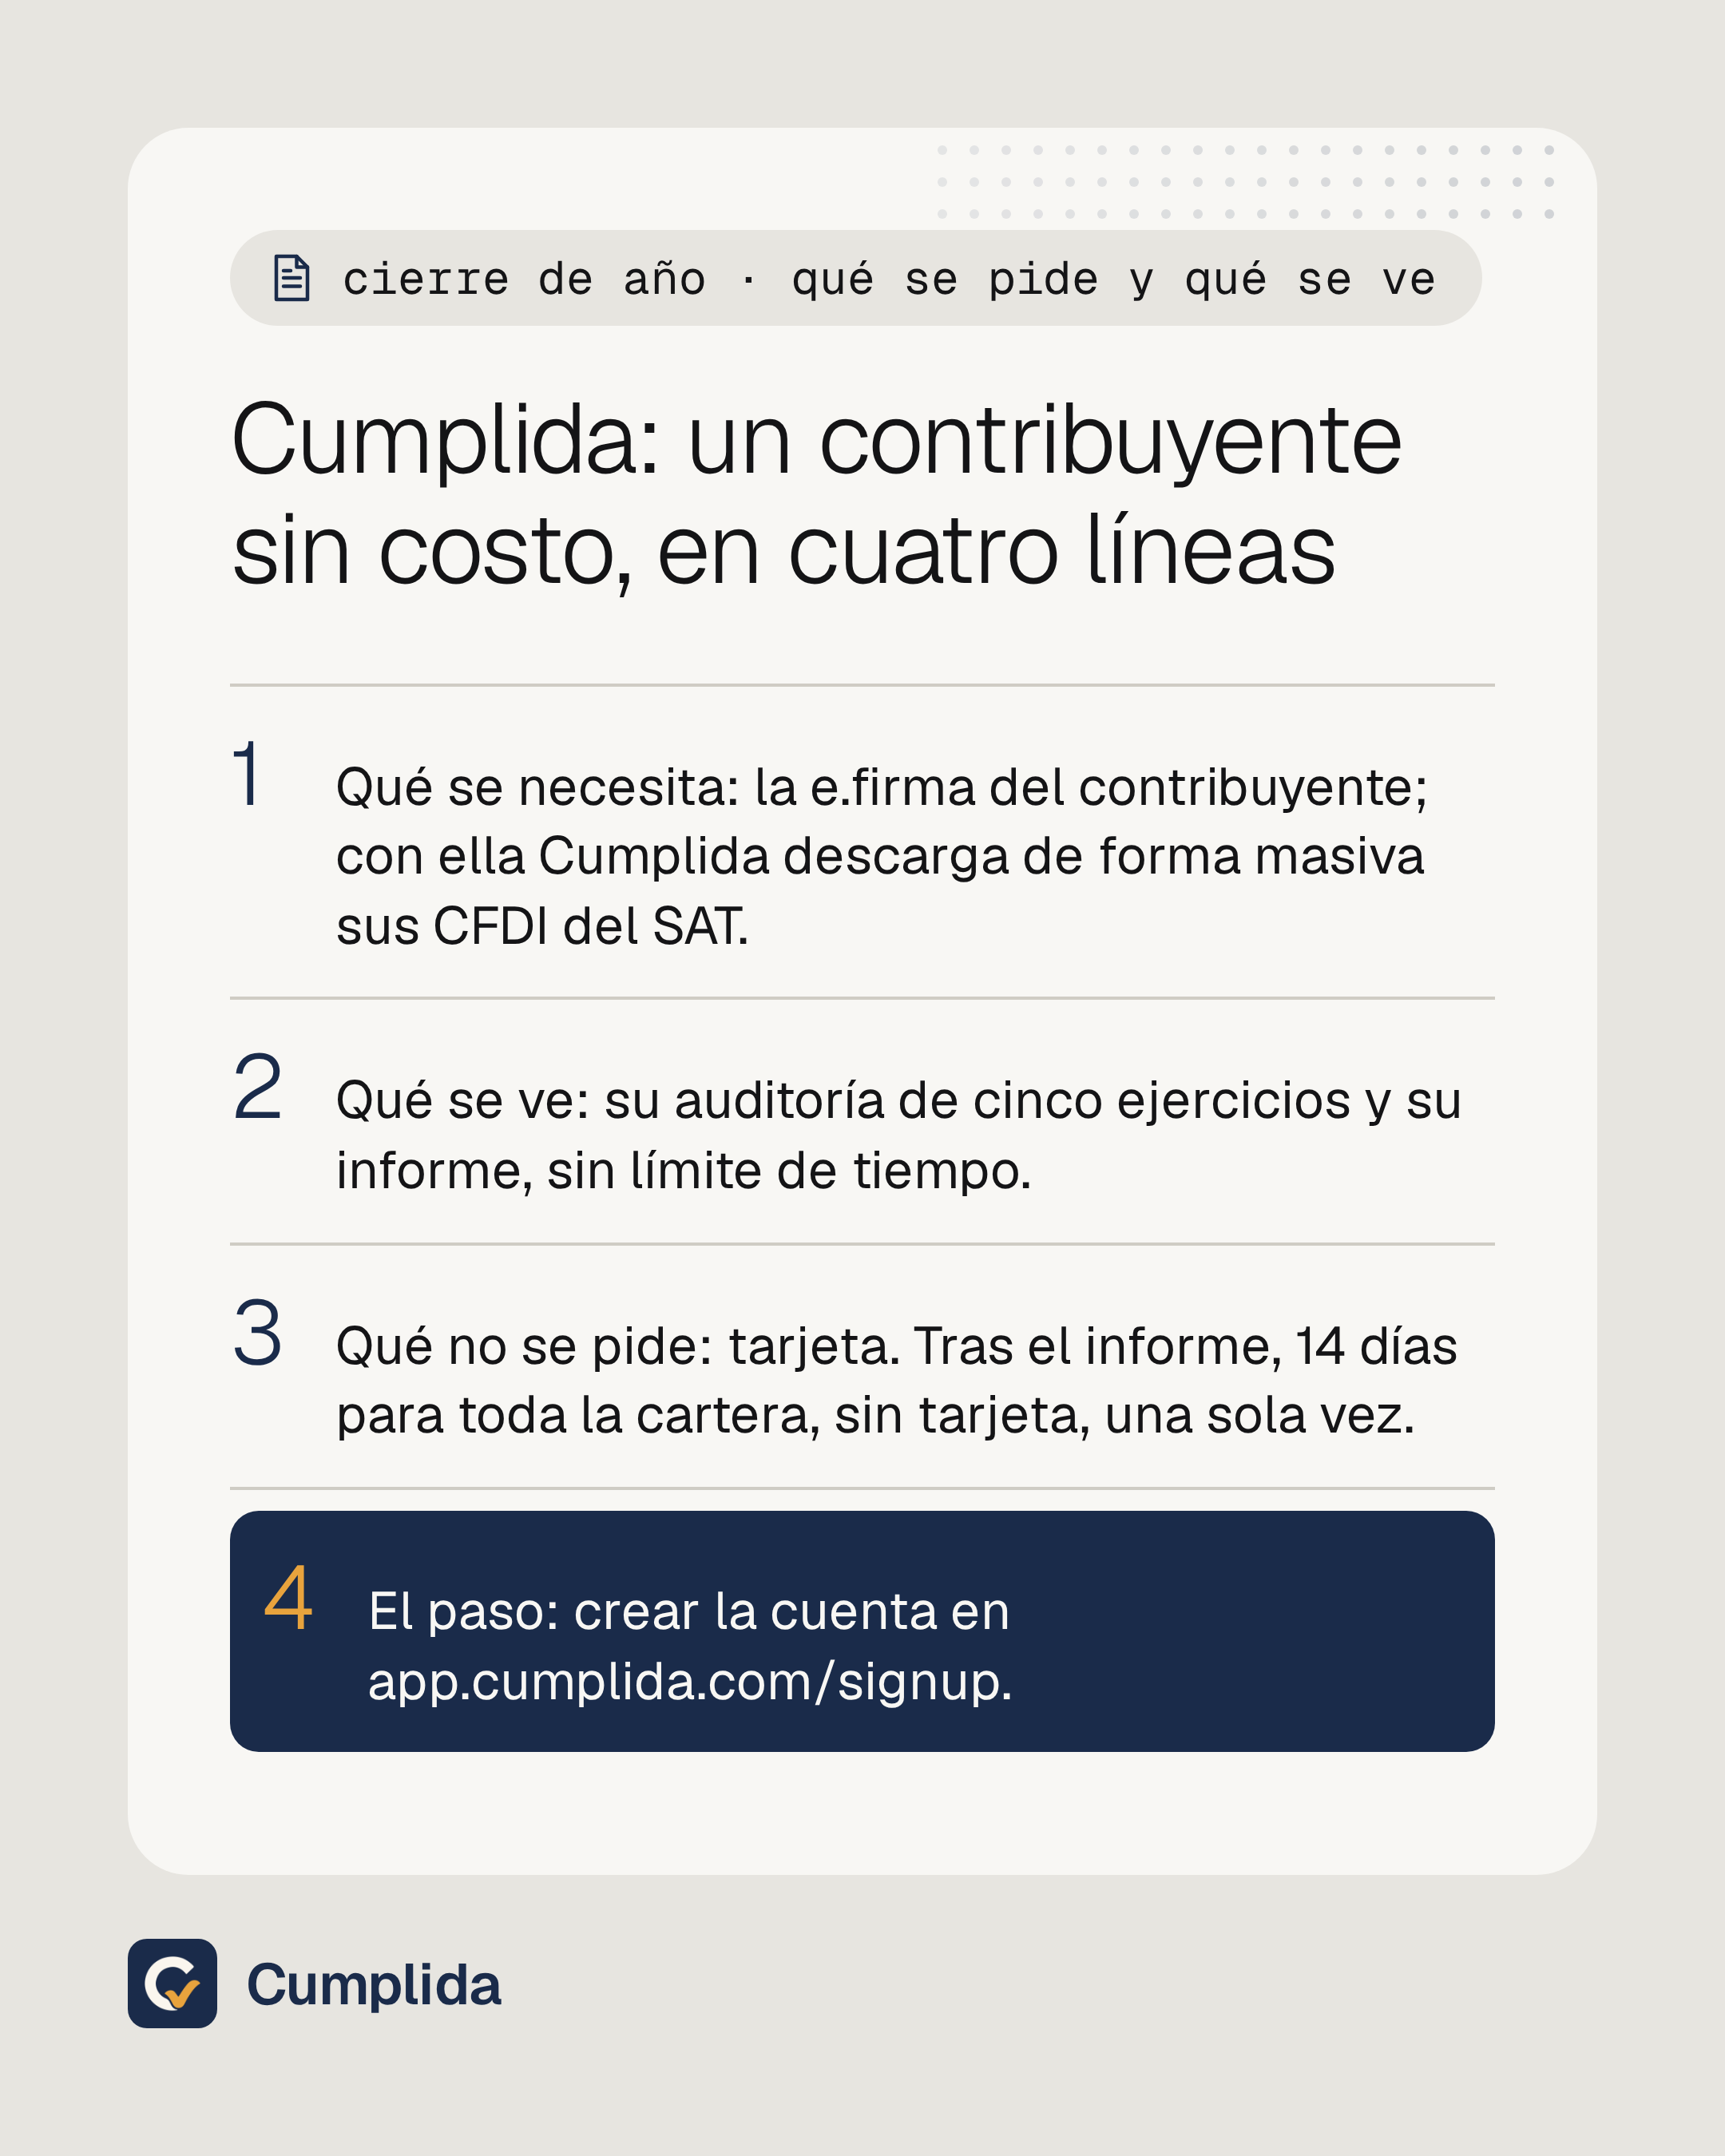 cierre de año · qué se pide y qué se ve
Cumplida: un contribuyente
sin costo, en cuatro líneas
1
Qué se necesita: la e.firma del contribuyente;
con ella Cumplida descarga de forma masiva
sus CFDI del SAT.
2
Qué se ve: su auditoría de cinco ejercicios y su
informe, sin límite de tiempo.
3
Qué no se pide: tarjeta. Tras el informe, 14 días
para toda la cartera, sin tarjeta, una sola vez.
4
El paso: crear la cuenta en
app.cumplida.com/signup.
Cumplida